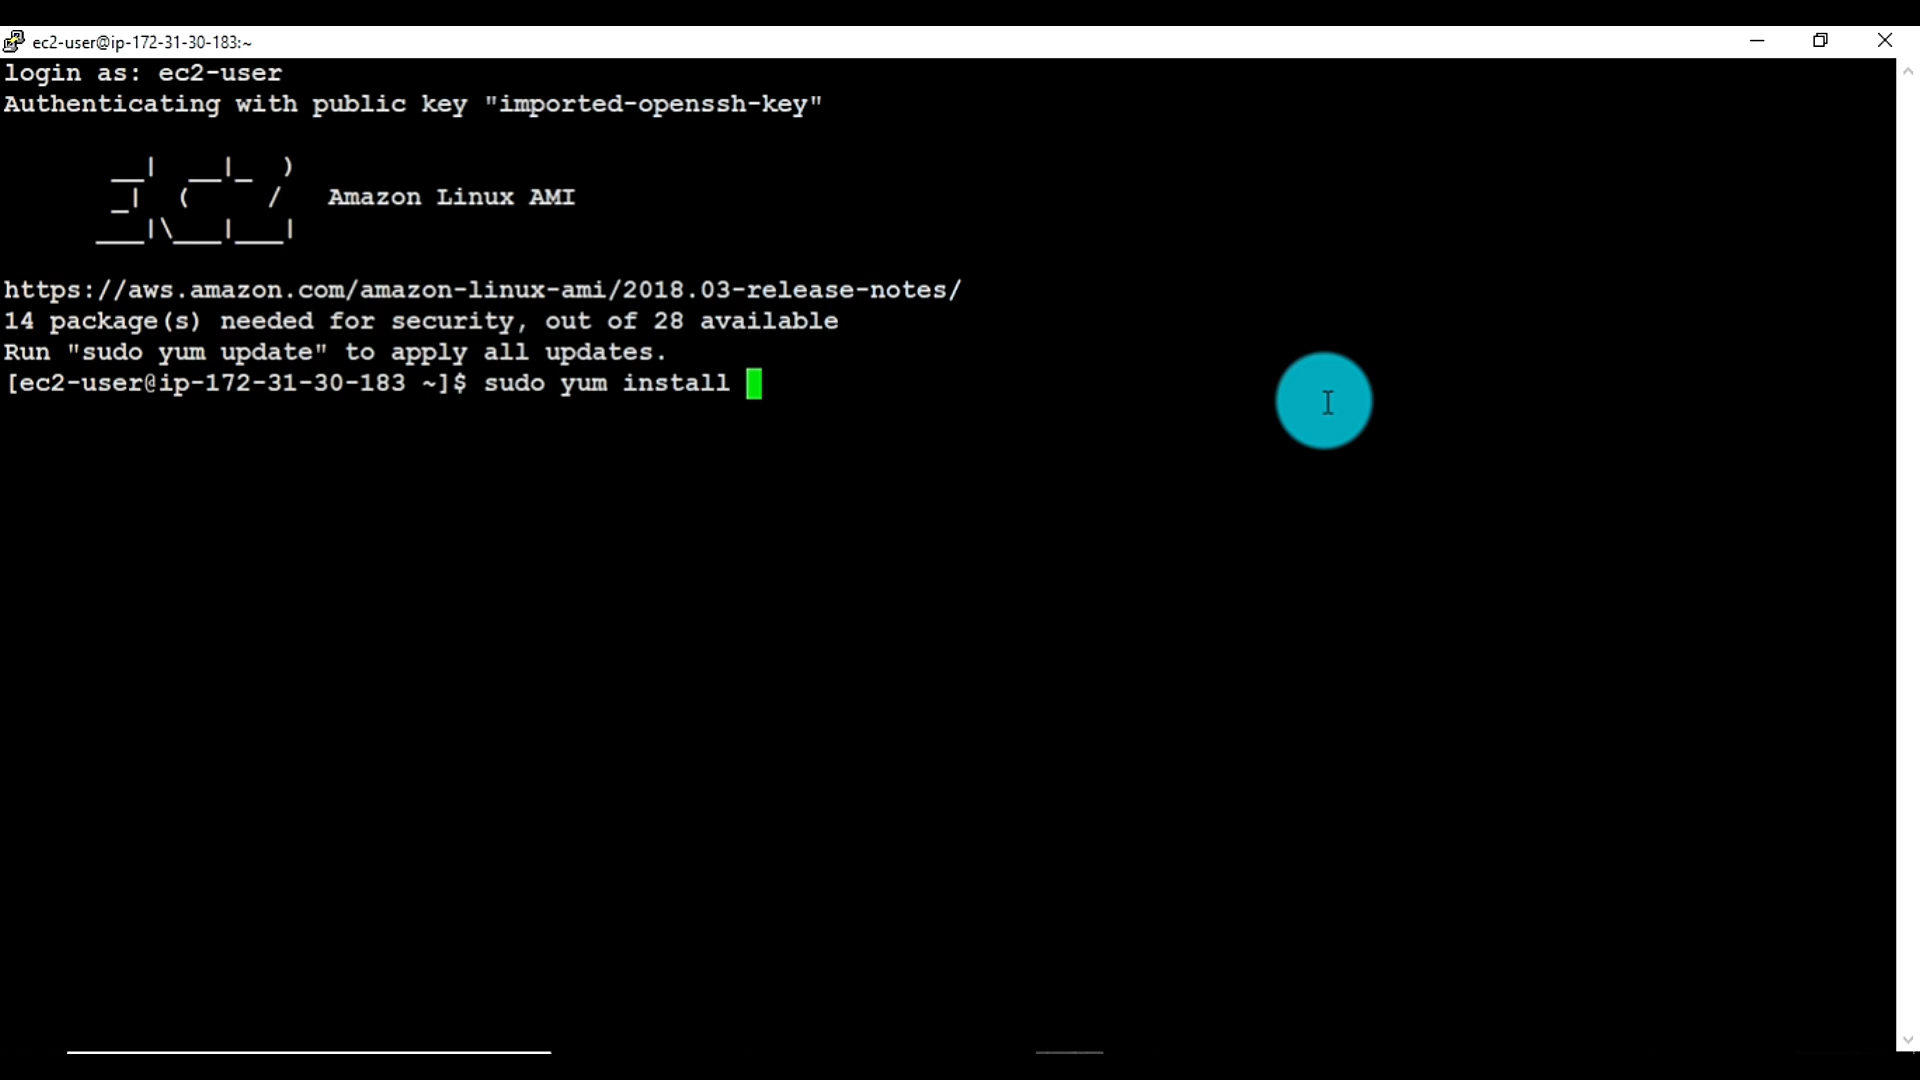 ec2-user@ip-172-31-30-183:~
login as: ec2-user
Authenticating with public key "imported-openssh-key"
       __|  __|_  )
       _|  (     /   Amazon Linux AMI
      ___|\___|___|
https://aws.amazon.com/amazon-linux-ami/2018.03-release-notes/
14 package(s) needed for security, out of 28 available
Run "sudo yum update" to apply all updates.
[ec2-user@ip-172-31-30-183 ~]$ sudo yum install